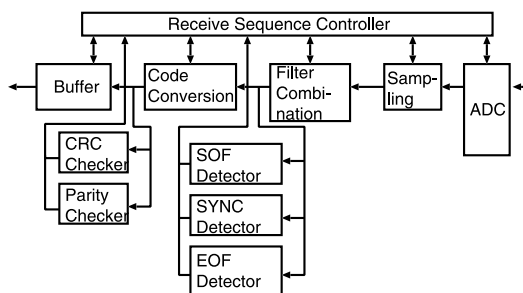 Receive Sequence Controller
Buffer
Code
Conversion
Filter
Combi-
nation
Samp-
ling
ADC
CRC
Checker
Parity
Checker
SOF
Detector
SYNC
Detector
EOF
Detector